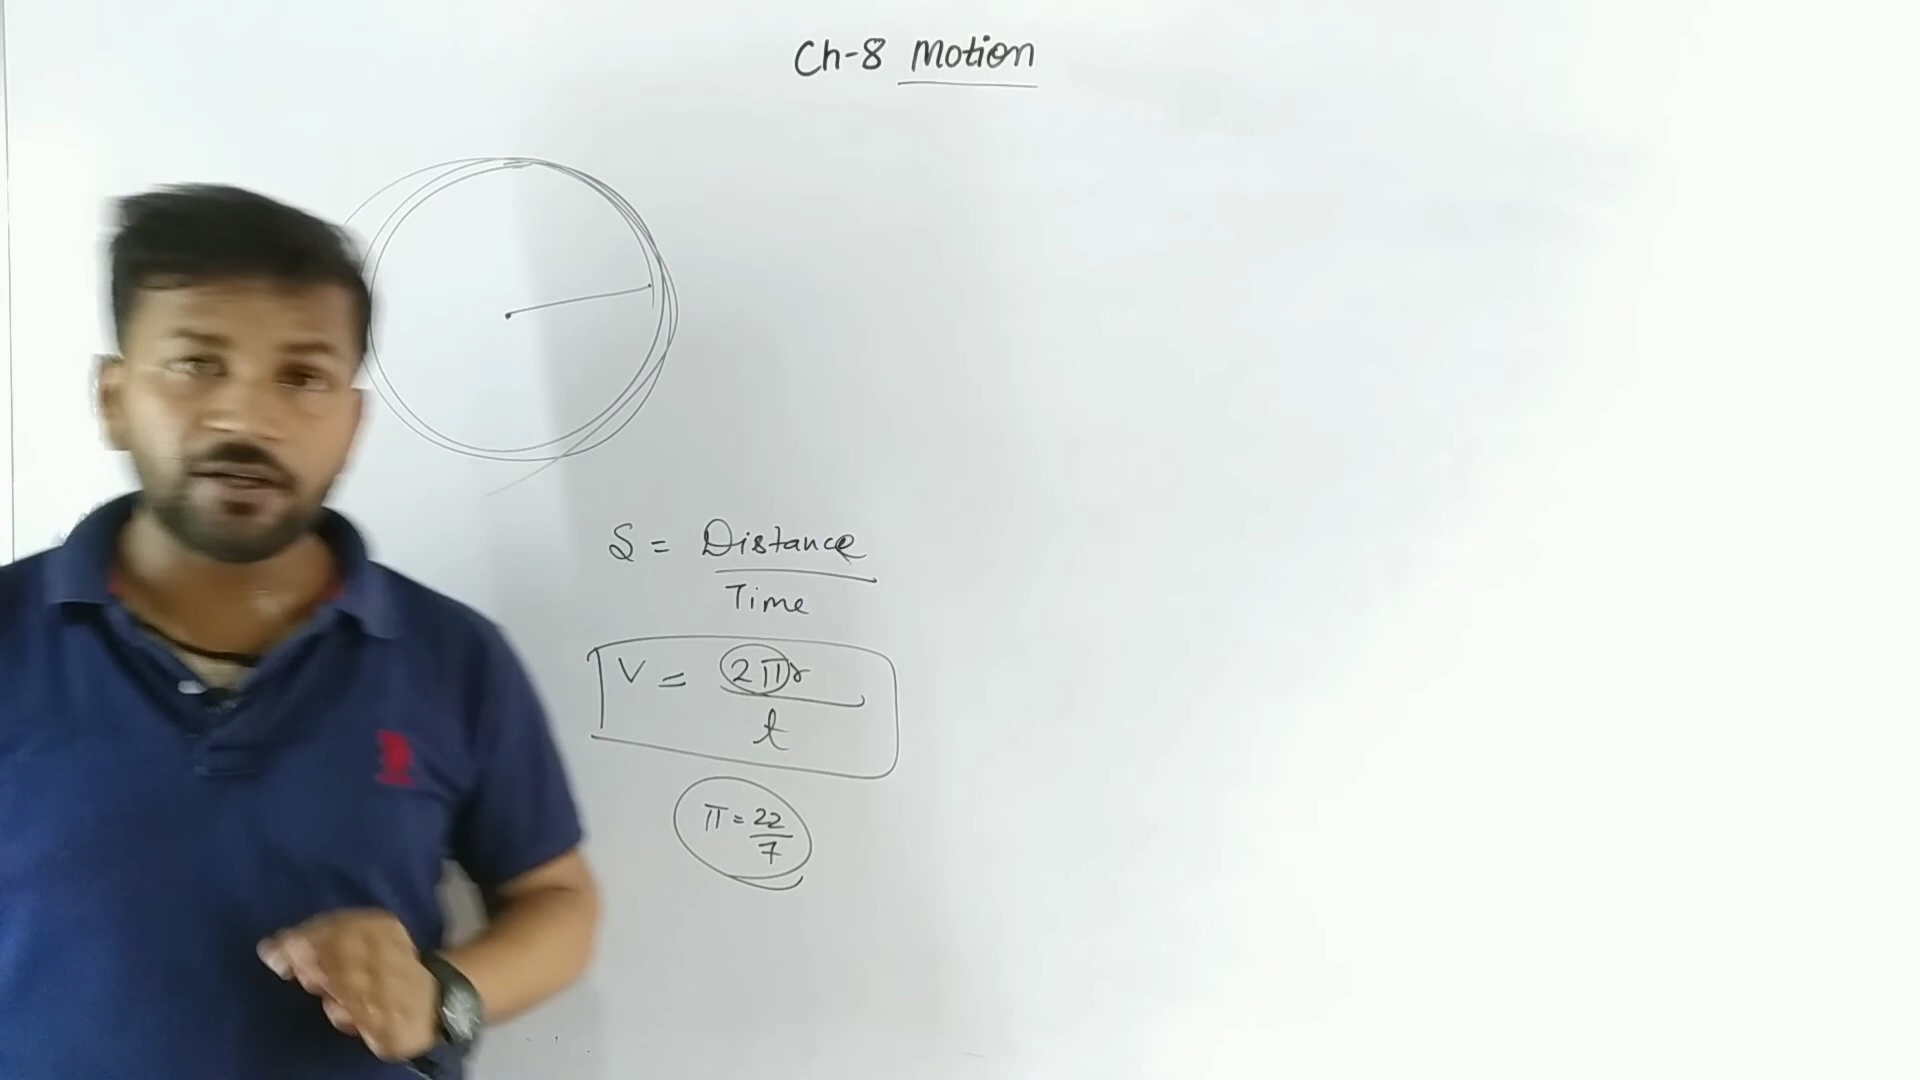 Ch-8 Motion
S = Distance
Time
V = 2πr
t
π = 22
7